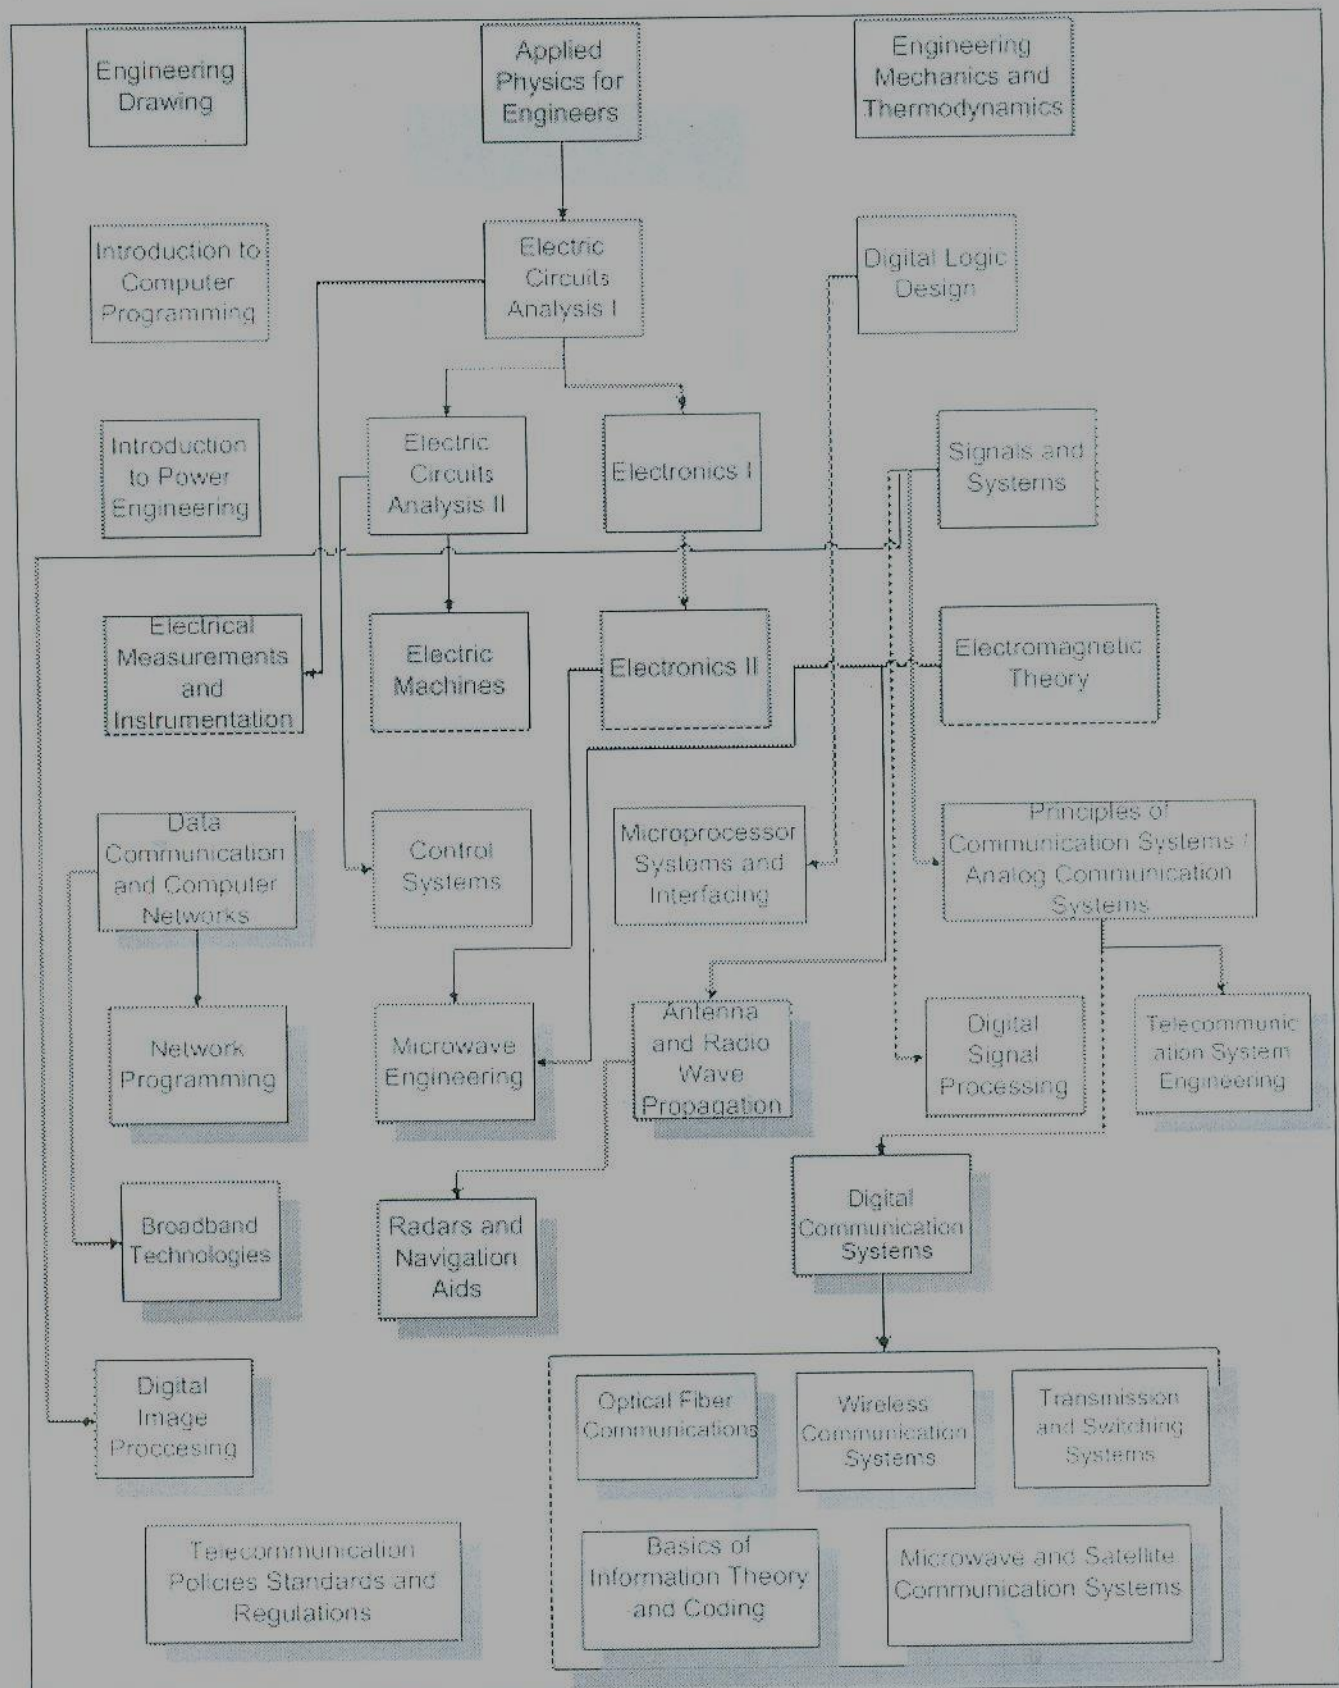 Engineering
Drawing
Applied
Physics for
Engineers
Engineering
Mechanics and
Thermodynamics
Introduction to
Computer
Programming
Electric
Circuits
Analysis I
Digital Logic
Design
Introduction
to Power
Engineering
Electric
Circuits
Analysis II
Electronics I
Signals and
Systems
Electrical
Measurements
and
Instrumentation
Electric
Machines
Electronics II
Electromagnetic
Theory
Data
Communication
and Computer
Networks
Control
Systems
Microprocessor
Systems and
Interfacing
Principles of
Communication Systems /
Analog Communication
Systems
Network
Programming
Microwave
Engineering
Antenna
and Radio
Wave
Propagation
Digital
Signal
Processing
Telecommunic
ation System
Engineering
Broadband
Technologies
Radars and
Navigation
Aids
Digital
Communication
Systems
Digital
Image
Proccesing
Optical Fiber
Communications
Wireless
Communication
Systems
Transmission
and Switching
Systems
Telecommunication
Policies Standards and
Regulations
Basics of
Information Theory
and Coding
Microwave and Satellite
Communication Systems